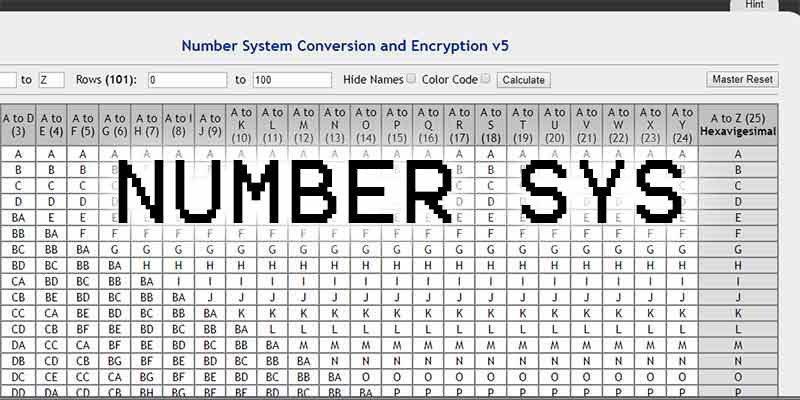 Hint
Number System Conversion and Encryption v5
to Z Rows (101): 0 to 100 Hide Names Color Code Calculate Master Reset
A to D (3) A to E (4) A to F (5) A to G (6) A to H (7) A to I (8) A to J (9) A to K (10) A to L (11) A to M (12) A to N (13) A to O (14) A to P (15) A to Q (16) A to R (17) A to S (18) A to T (19) A to U (20) A to V (21) A to W (22) A to X (23) A to Y (24) A to Z (25) Hexavigesimal
A A A A A A A A A A A A A A A A A A A A
B B B B B
C C C C C
D D D D
NUMBER SYS
BA E E E E
BB BA F F F F F F F F F F F F F F F F F F F F F
BC BB BA G G G G G G G G G G G G G G G G G G G G
BD BC BB BA H H H H H H H H H H H H H H H H H H H
CA BD BC BB BA I I I I I I I I I I I I I I I I I I
CB BE BD BC BB BA J J J J J J J J J J J J J J J J J
CC CA BE BD BC BB BA K K K K K K K K K K K K K K K K
CD CB BF BE BD BC BB BA L L L L L L L L L L L L L L L
DA CC CA BF BE BD BC BB BA M M M M M M M M M M M M M M
DB CD CB BG BF BE BD BC BB BA N N N N N N N N N N N N N
DC CE CC CA BG BF BE BD BC BB BA O O O O O O O O O O O O
DD DA CD CB BH BG BF BE BD BC BB BA P P P P P P P P P P P